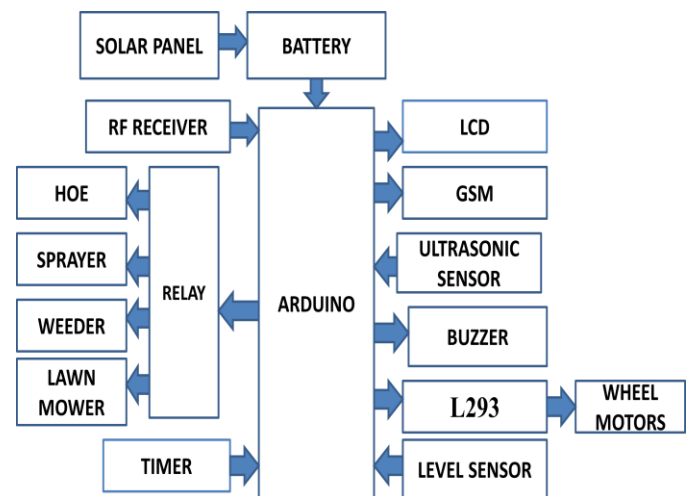 SOLAR PANEL
BATTERY
RF RECEIVER
LCD
HOE
GSM
SPRAYER
RELAY
ARDUINO
ULTRASONIC
SENSOR
WEEDER
BUZZER
LAWN
MOWER
L293
WHEEL
MOTORS
TIMER
LEVEL SENSOR